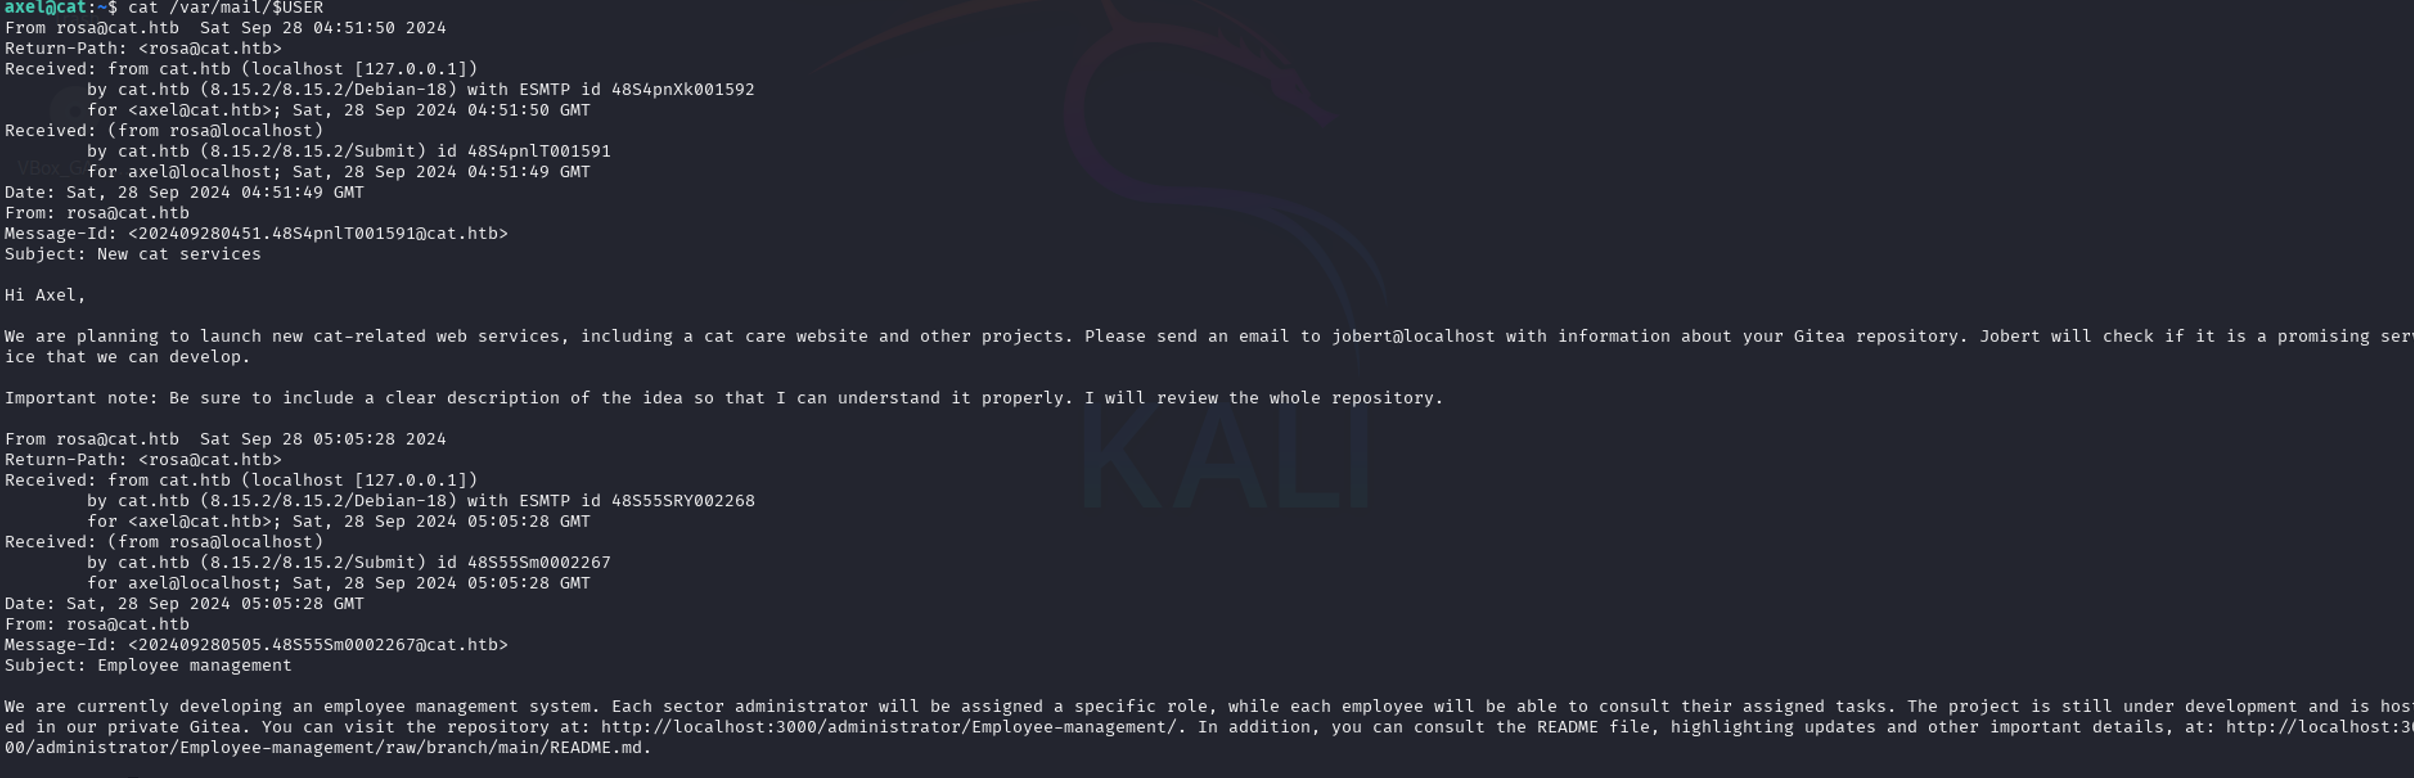 axel@cat:~$ cat /var/mail/$USER
From rosa@cat.htb  Sat Sep 28 04:51:50 2024
Return-Path: <rosa@cat.htb>
Received: from cat.htb (localhost [127.0.0.1])
        by cat.htb (8.15.2/8.15.2/Debian-18) with ESMTP id 48S4pnXk001592
        for <axel@cat.htb>; Sat, 28 Sep 2024 04:51:50 GMT
Received: (from rosa@localhost)
        by cat.htb (8.15.2/8.15.2/Submit) id 48S4pnlT001591
        for axel@localhost; Sat, 28 Sep 2024 04:51:49 GMT
Date: Sat, 28 Sep 2024 04:51:49 GMT
From: rosa@cat.htb
Message-Id: <202409280451.48S4pnlT001591@cat.htb>
Subject: New cat services

Hi Axel,

We are planning to launch new cat-related web services, including a cat care website and other projects. Please send an email to jobert@localhost with information about your Gitea repository. Jobert will check if it is a promising ser
ice that we can develop.

Important note: Be sure to include a clear description of the idea so that I can understand it properly. I will review the whole repository.

From rosa@cat.htb  Sat Sep 28 05:05:28 2024
Return-Path: <rosa@cat.htb>
Received: from cat.htb (localhost [127.0.0.1])
        by cat.htb (8.15.2/8.15.2/Debian-18) with ESMTP id 48S55SRY002268
        for <axel@cat.htb>; Sat, 28 Sep 2024 05:05:28 GMT
Received: (from rosa@localhost)
        by cat.htb (8.15.2/8.15.2/Submit) id 48S55Sm0002267
        for axel@localhost; Sat, 28 Sep 2024 05:05:28 GMT
Date: Sat, 28 Sep 2024 05:05:28 GMT
From: rosa@cat.htb
Message-Id: <202409280505.48S55Sm0002267@cat.htb>
Subject: Employee management

We are currently developing an employee management system. Each sector administrator will be assigned a specific role, while each employee will be able to consult their assigned tasks. The project is still under development and is hos
ed in our private Gitea. You can visit the repository at: http://localhost:3000/administrator/Employee-management/. In addition, you can consult the README file, highlighting updates and other important details, at: http://localhost:3
00/administrator/Employee-management/raw/branch/main/README.md.
KALI